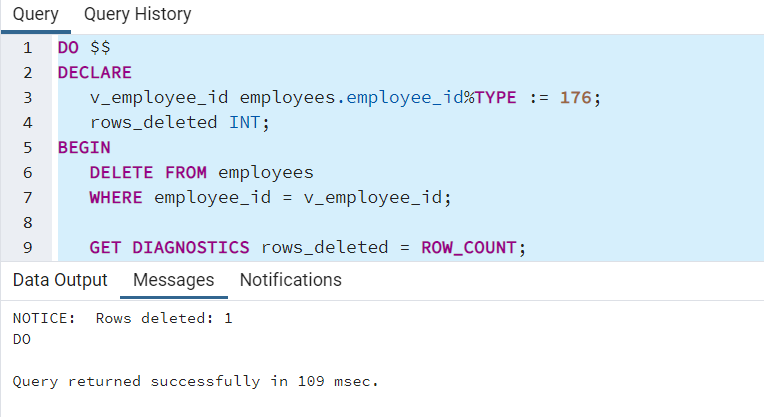 Query Query History
1 DO $$
2 DECLARE
3 v_employee_id employees.employee_id%TYPE := 176;
4 rows_deleted INT;
5 BEGIN
6 DELETE FROM employees
7 WHERE employee_id = v_employee_id;
8
9 GET DIAGNOSTICS rows_deleted = ROW_COUNT;
Data Output Messages Notifications
NOTICE:  Rows deleted: 1
DO
Query returned successfully in 109 msec.